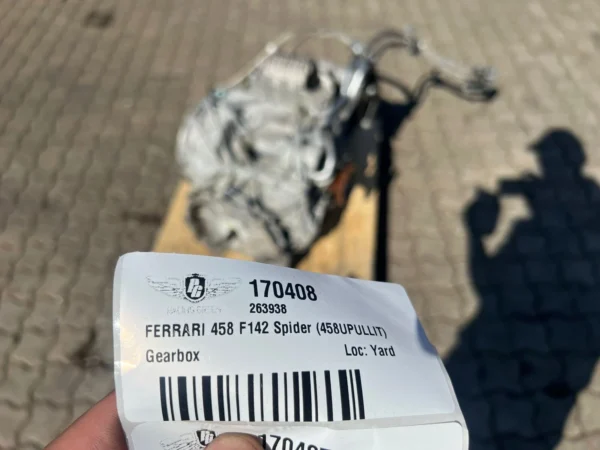 170408
263938
FERRARI 458 F142 Spider (458UPULLIT)
Gearbox Loc: Yard